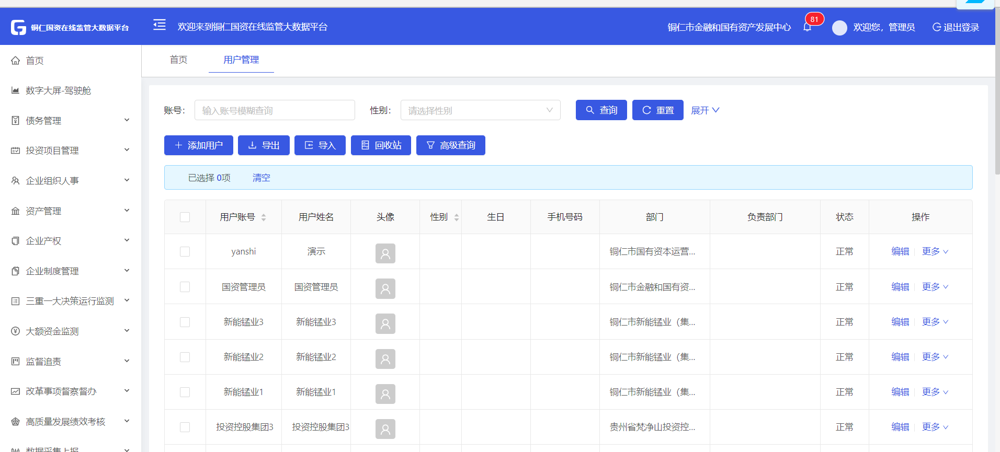 铜仁国资在线监管大数据平台
欢迎来到铜仁国资在线监管大数据平台
铜仁市金融和国有资产发展中心
81
欢迎您，管理员
退出登录
首页
数字大屏-驾驶舱
债务管理
投资项目管理
企业组织人事
资产管理
企业产权
企业制度管理
三重一大决策运行监测
大额资金监测
监督追责
改革事项督察督办
高质量发展绩效考核
数据采集上报
首页 用户管理
账号： 输入账号模糊查询 性别： 请选择性别 查询 重置 展开
添加用户 导出 导入 回收站 高级查询
已选择 0项 清空
用户账号 用户姓名 头像 性别 生日 手机号码 部门 负责部门 状态 操作
yanshi 演示 铜仁市国有资本运营... 正常 编辑 更多
国资管理员 国资管理员 铜仁市金融和国有资... 正常 编辑 更多
新能锰业3 新能锰业3 铜仁市新能锰业（集... 正常 编辑 更多
新能锰业2 新能锰业2 铜仁市新能锰业（集... 正常 编辑 更多
新能锰业1 新能锰业1 铜仁市新能锰业（集... 正常 编辑 更多
投资控股集团3 投资控股集团3 贵州省梵净山投资控... 正常 编辑 更多